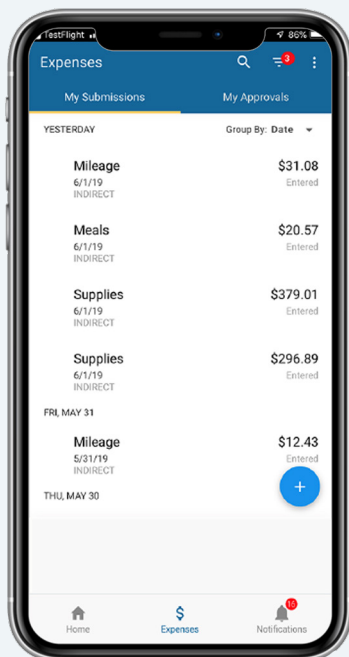 TestFlight
86%
Expenses
3
My Submissions
My Approvals
YESTERDAY
Group By: Date
Mileage
$31.08
6/1/19
Entered
INDIRECT
Meals
$20.57
6/1/19
Entered
INDIRECT
Supplies
$379.01
6/1/19
Entered
INDIRECT
Supplies
$296.89
6/1/19
Entered
INDIRECT
FRI, MAY 31
Mileage
$12.43
5/31/19
Entered
INDIRECT
+
THU, MAY 30
$
16
Home
Expenses
Notifications